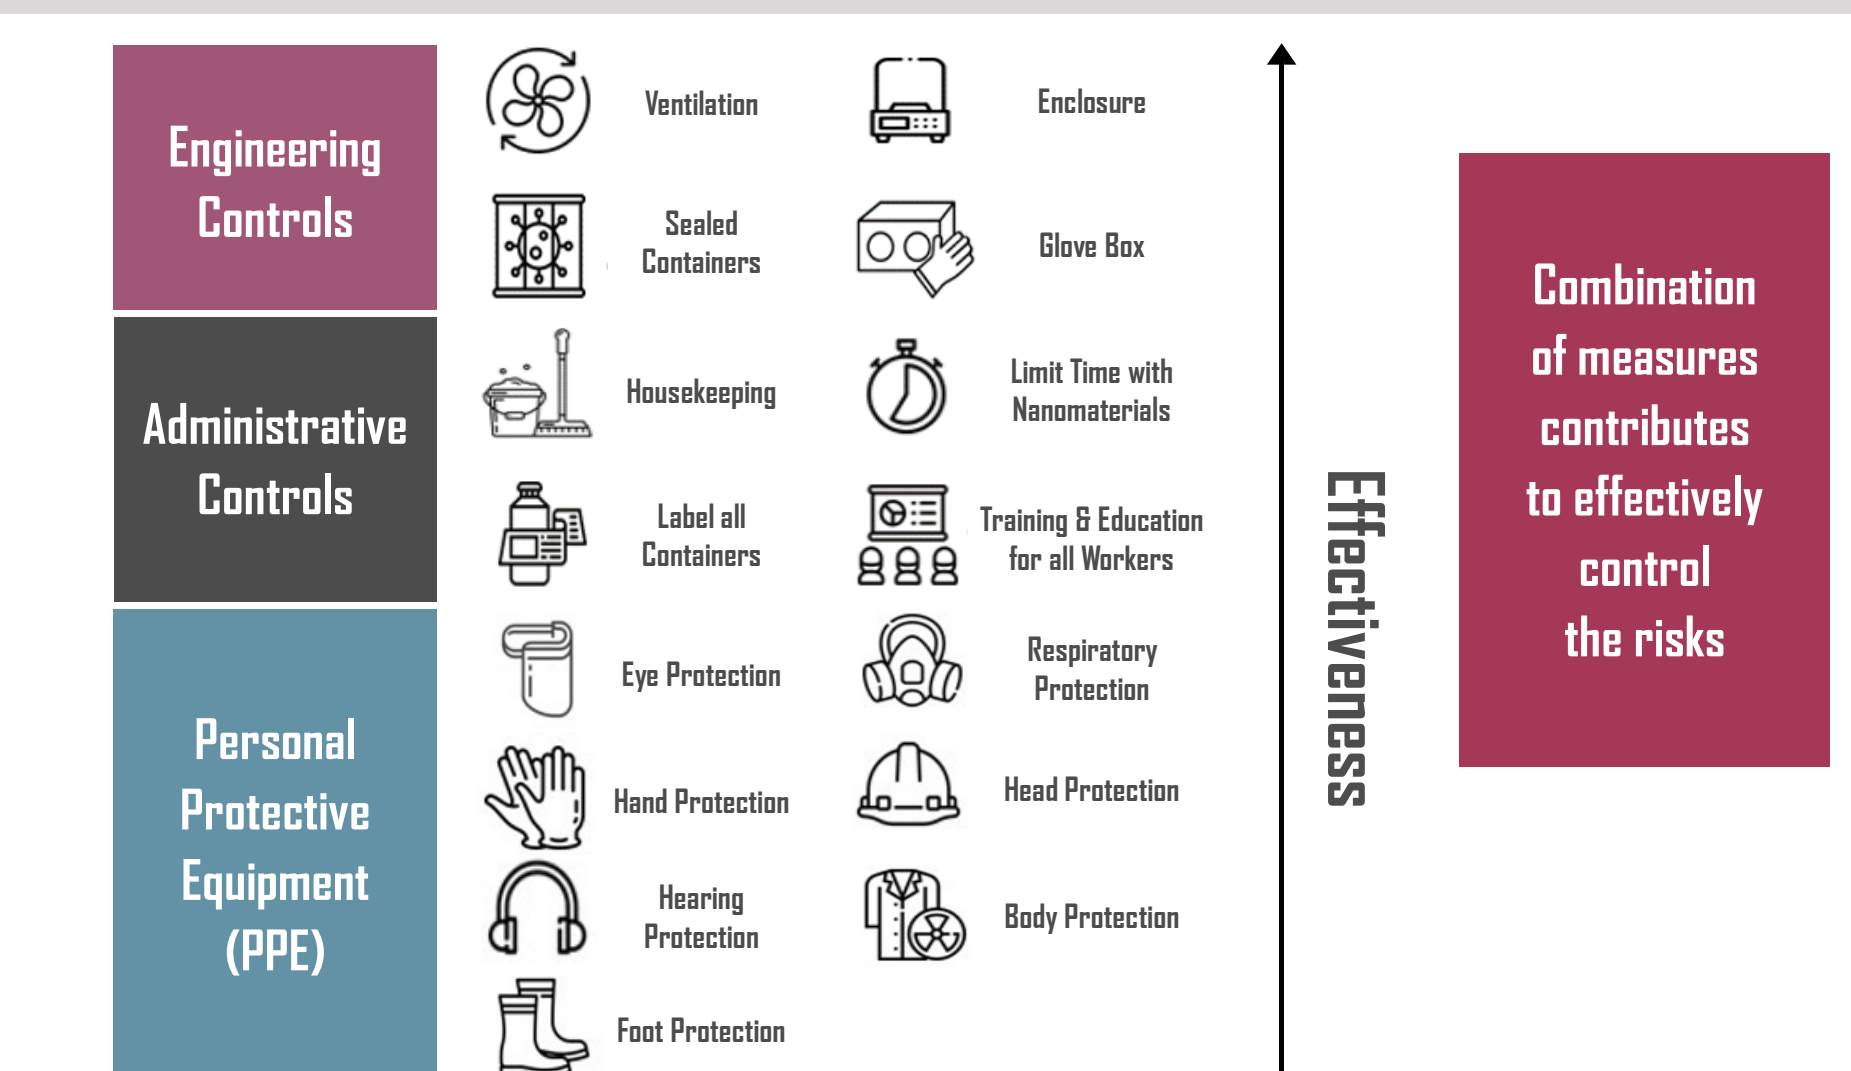 Engineering
Controls
Ventilation
Enclosure
Sealed
Containers
Glove Box
Administrative
Controls
Housekeeping
Limit Time with
Nanomaterials
Label all
Containers
Training & Education
for all Workers
Personal
Protective
Equipment
(PPE)
Eye Protection
Respiratory
Protection
Hand Protection
Head Protection
Hearing
Protection
Body Protection
Foot Protection
Effectiveness
Combination
of measures
contributes
to effectively
control
the risks